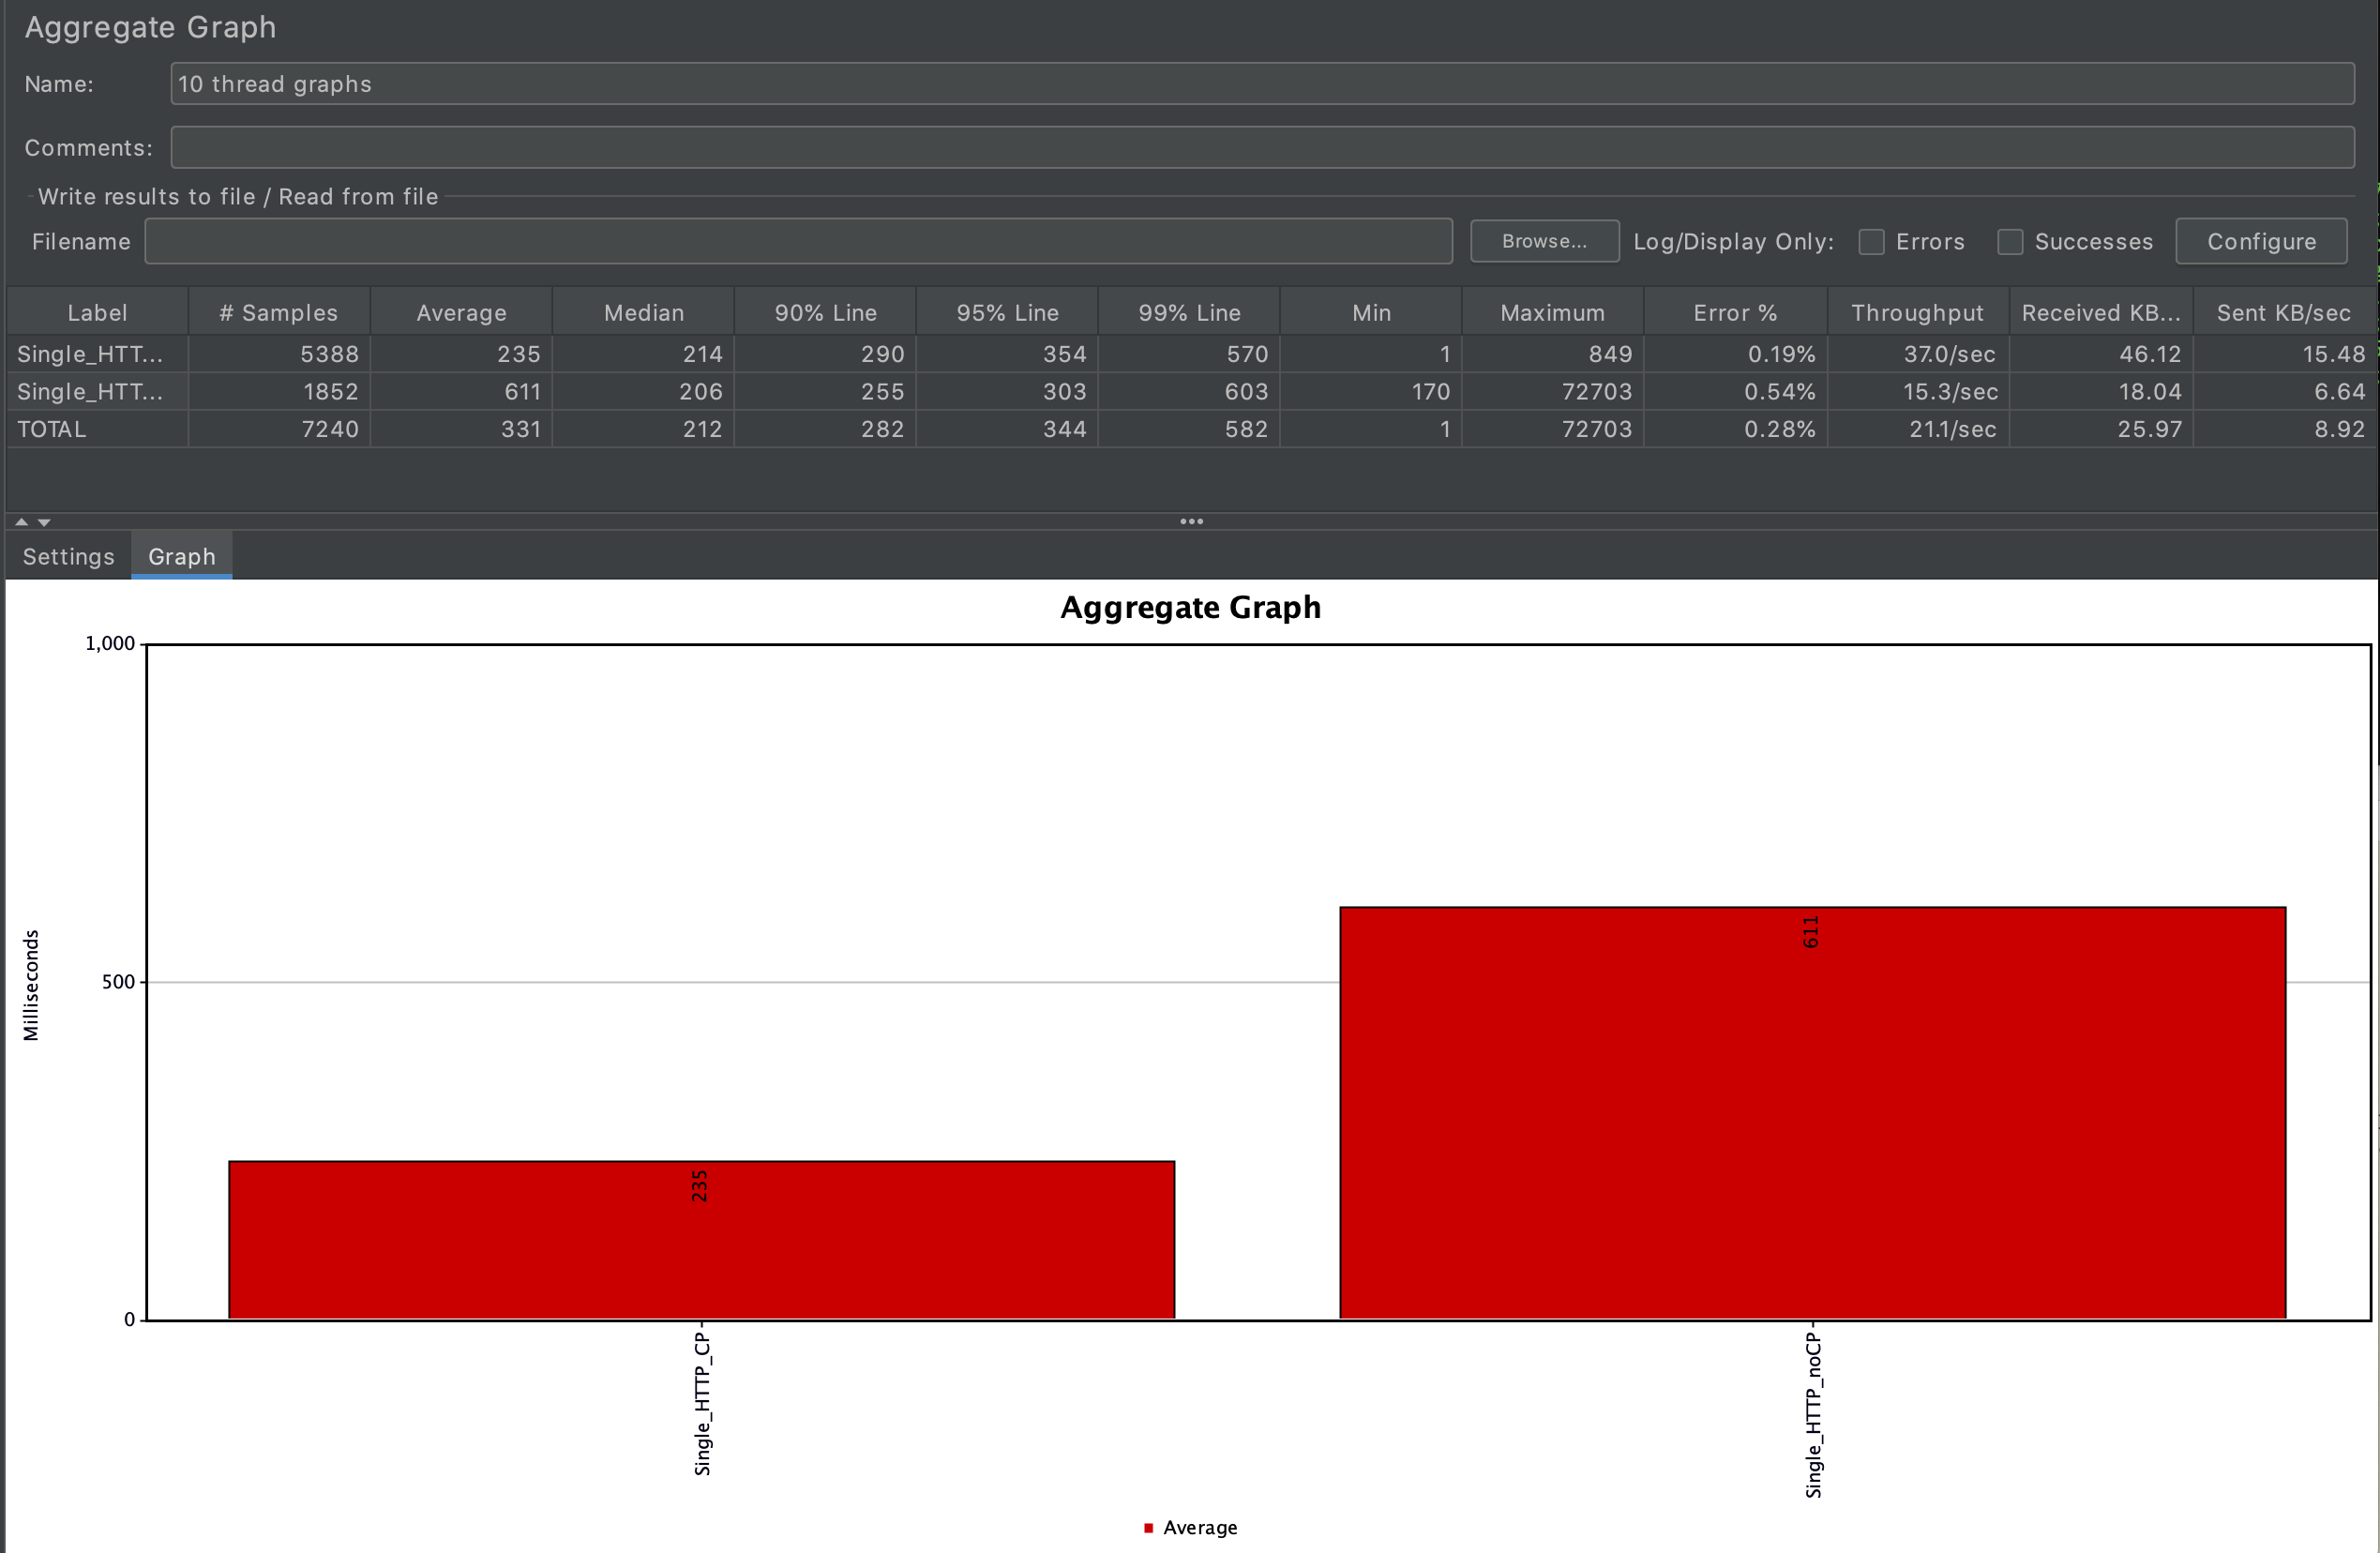 Aggregate Graph
Name: 10 thread graphs
Comments:
Write results to file / Read from file
Filename Browse... Log/Display Only: Errors Successes Configure
Label # Samples Average Median 90% Line 95% Line 99% Line Min Maximum Error % Throughput Received KB... Sent KB/sec
Single_HTT... 5388 235 214 290 354 570 1 849 0.19% 37.0/sec 46.12 15.48
Single_HTT... 1852 611 206 255 303 603 170 72703 0.54% 15.3/sec 18.04 6.64
TOTAL 7240 331 212 282 344 582 1 72703 0.28% 21.1/sec 25.97 8.92
Settings Graph
Aggregate Graph
1,000
500
0
Milliseconds
235
611
Single_HTTP_CP
Single_HTTP_noCP
Average